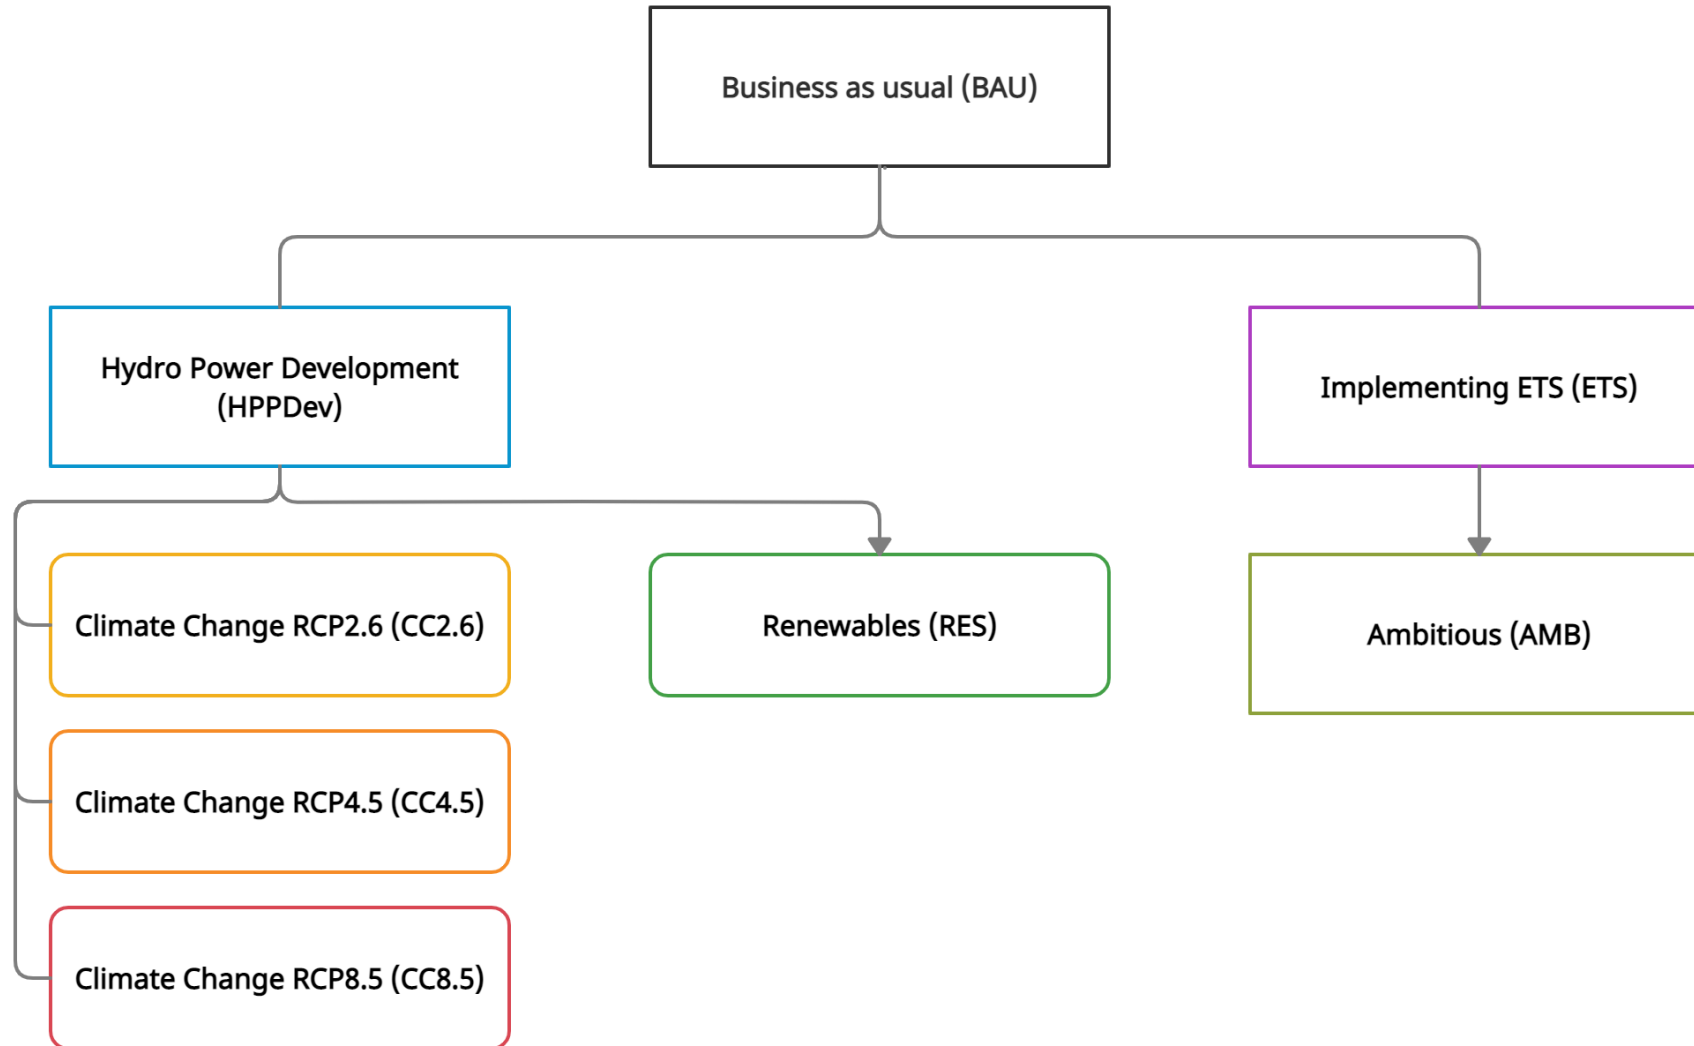 Business as usual (BAU)
Hydro Power Development
(HPPDev)
Implementing ETS (ETS)
Climate Change RCP2.6 (CC2.6)
Renewables (RES)
Ambitious (AMB)
Climate Change RCP4.5 (CC4.5)
Climate Change RCP8.5 (CC8.5)